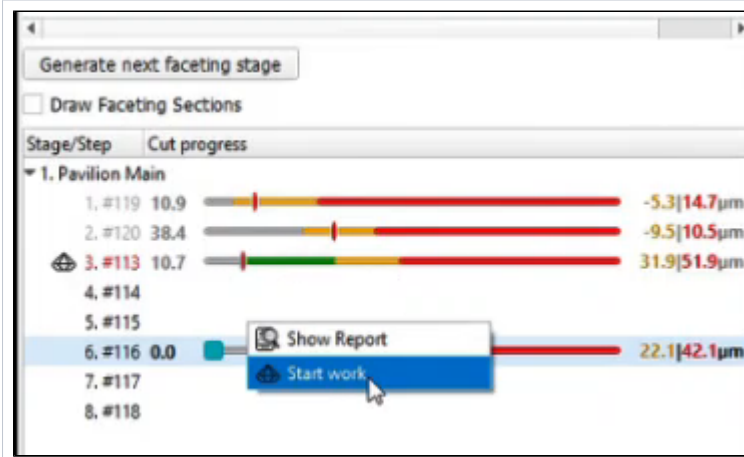 Generate next faceting stage
Draw Faceting Sections
Stage/Step Cut progress
1. Pavilion Main
1. #119 10.9 -5.3|14.7µm
2. #120 38.4 -9.5|10.5µm
3. #113 10.7 31.9|51.9µm
4. #114
5. #115
Show Report
6. #116 0.0 22.1|42.1µm
Start work
7. #117
8. #118